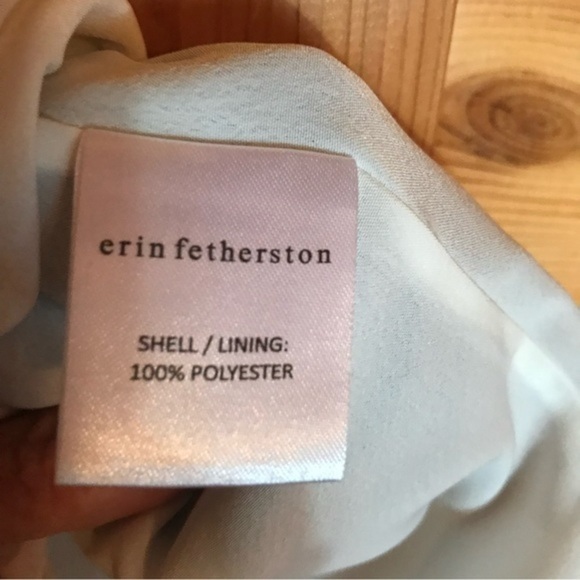 erin fetherston
SHELL / LINING:
100% POLYESTER